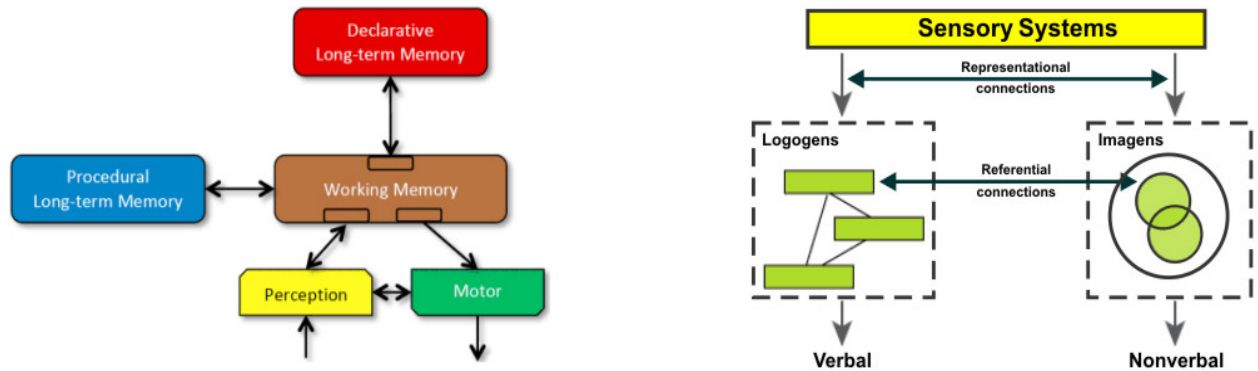 Declarative
Long-term Memory
Procedural
Long-term Memory
Working Memory
Perception
Motor
Sensory Systems
Representational
connections
Logogens
Imagens
Referential
connections
Verbal
Nonverbal